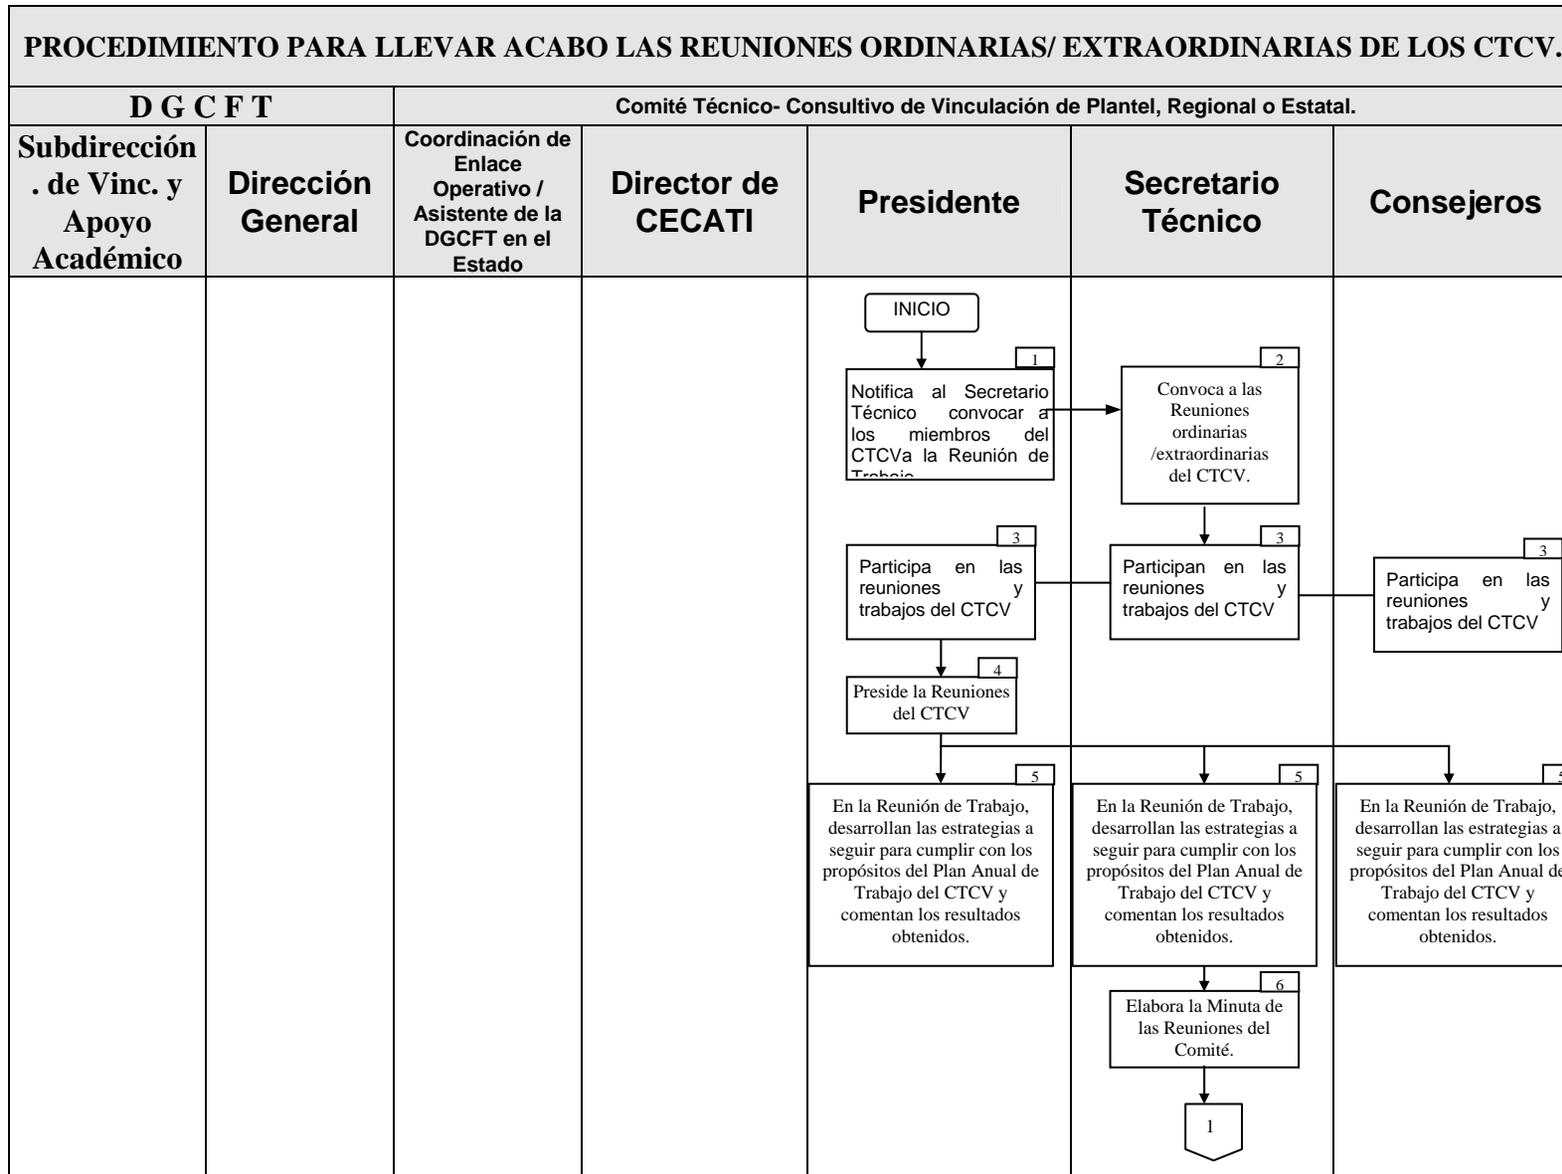 PROCEDIMIENTO PARA LLEVAR ACABO LAS REUNIONES ORDINARIAS/ EXTRAORDINARIAS DE LOS CTCV.
D G C F T
Comité Técnico- Consultivo de Vinculación de Plantel, Regional o Estatal.
Subdirección
. de Vinc. y
Apoyo
Académico
Dirección
General
Coordinación de
Enlace
Operativo /
Asistente de la
DGCFT en el
Estado
Director de
CECATI
Presidente
Secretario
Técnico
Consejeros
INICIO
1
Notifica al Secretario
Técnico convocar a
los miembros del
CTCVa la Reunión de
Trabajo
2
Convoca a las
Reuniones
ordinarias
/extraordinarias
del CTCV.
3
Participa en las
reuniones y
trabajos del CTCV
3
Participan en las
reuniones y
trabajos del CTCV
3
Participa en las
reuniones y
trabajos del CTCV
4
Preside la Reuniones
del CTCV
5
En la Reunión de Trabajo,
desarrollan las estrategias a
seguir para cumplir con los
propósitos del Plan Anual de
Trabajo del CTCV y
comentan los resultados
obtenidos.
5
En la Reunión de Trabajo,
desarrollan las estrategias a
seguir para cumplir con los
propósitos del Plan Anual de
Trabajo del CTCV y
comentan los resultados
obtenidos.
5
En la Reunión de Trabajo,
desarrollan las estrategias a
seguir para cumplir con los
propósitos del Plan Anual de
Trabajo del CTCV y
comentan los resultados
obtenidos.
6
Elabora la Minuta de
las Reuniones del
Comité.
1